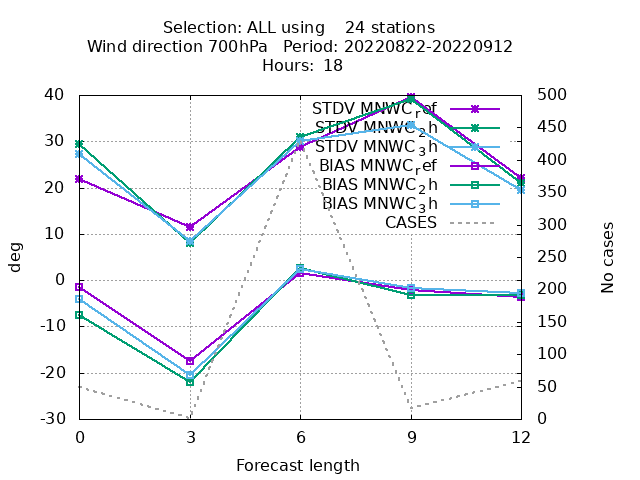 Selection: ALL using    24 stations
Wind direction 700hPa   Period: 20220822-20220912
Hours: 18
40
30
20
10
0
-10
-20
-30
500
450
400
350
300
250
200
150
100
50
0
STDV MNWC_ref
STDV MNWC_2h
STDV MNWC_3h
BIAS MNWC_ref
BIAS MNWC_2h
BIAS MNWC_3h
CASES
deg
No cases
0 3 6 9 12
Forecast length